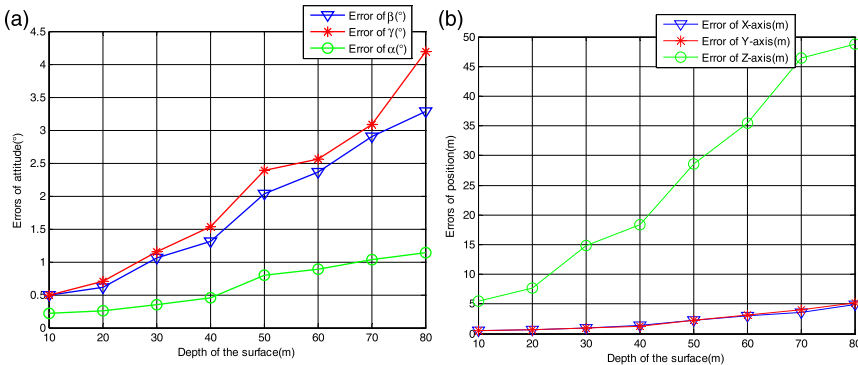 (a)
Error of β(°)
Error of γ(°)
Error of α(°)
4.5
4
3.5
3
2.5
2
1.5
1
0.5
0
Errors of attitude(°)
10 20 30 40 50 60 70 80
Depth of the surface(m)
(b)
Error of X-axis(m)
Error of Y-axis(m)
Error of Z-axis(m)
50
45
40
35
30
25
20
15
10
5
0
Errors of position(m)
10 20 30 40 50 60 70 80
Depth of the surface(m)